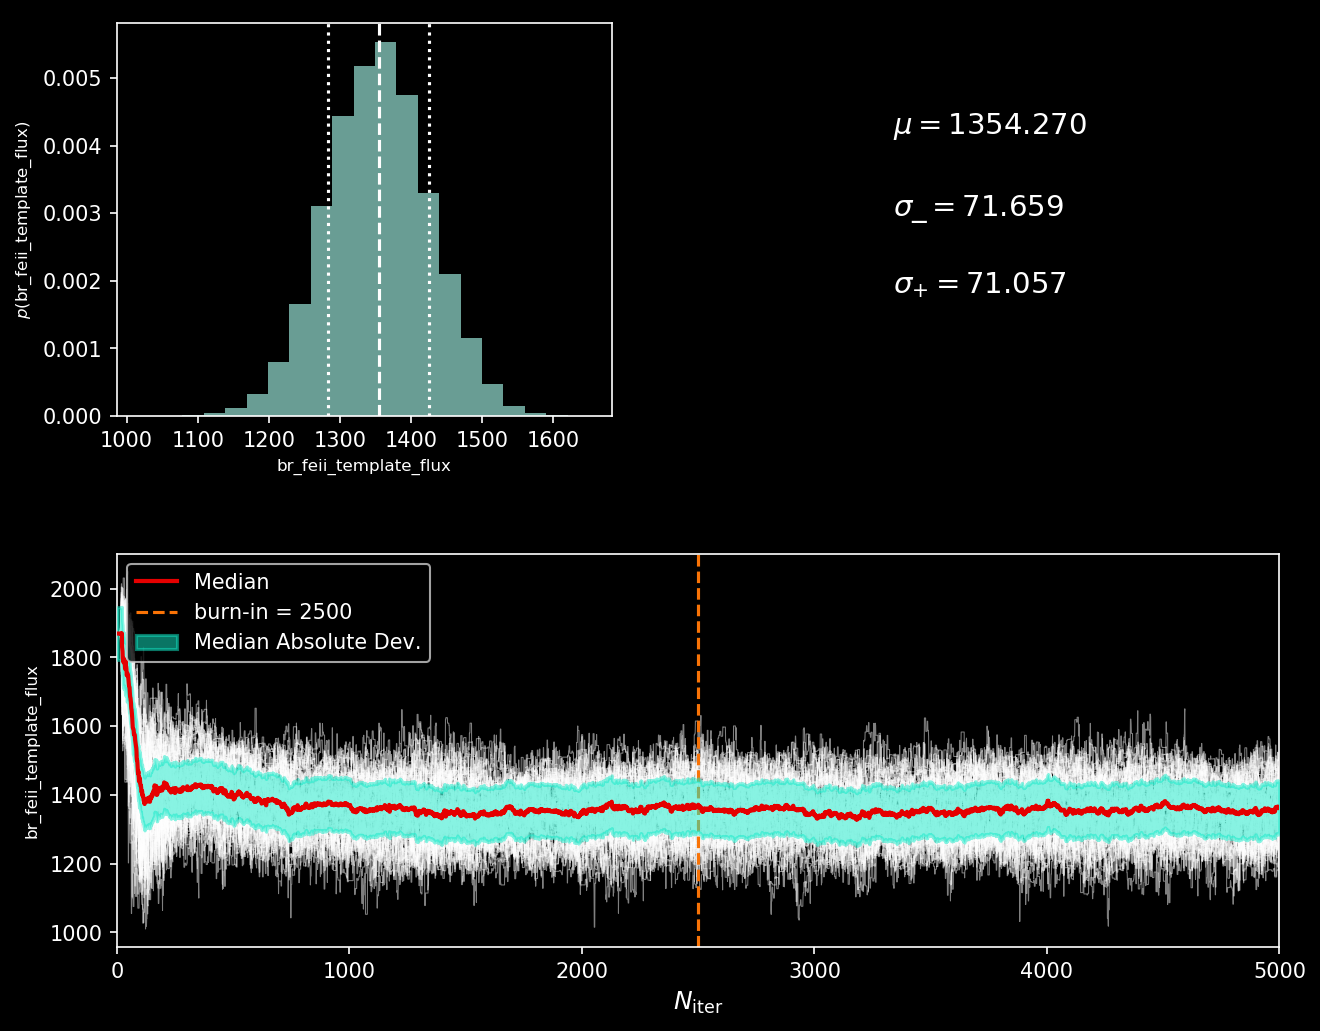 p(br_feii_template_flux)
0.005
0.004
0.003
0.002
0.001
0.000
1000 1100 1200 1300 1400 1500 1600
br_feii_template_flux
μ = 1354.270
σ₋ = 71.659
σ₊ = 71.057
br_feii_template_flux
2000
1800
1600
1400
1200
1000
Median
burn-in = 2500
Median Absolute Dev.
0 1000 2000 3000 4000 5000
N_iter